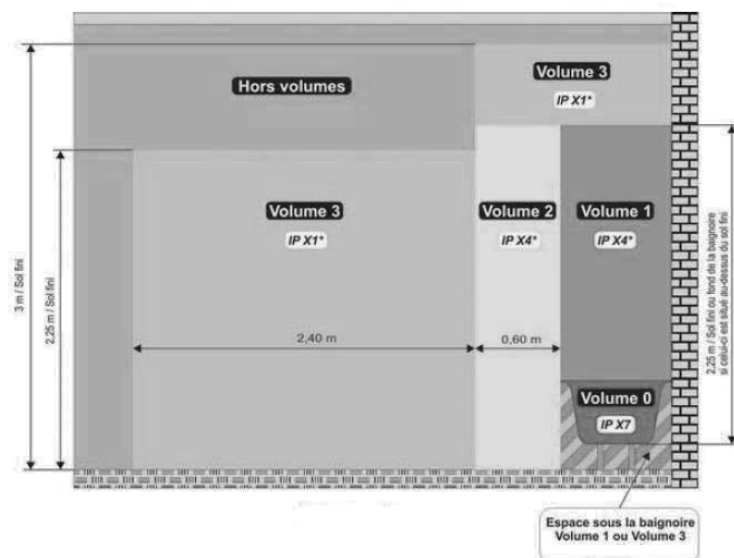 Hors volumes
Volume 3
IP X1*
Volume 3
IP X1*
Volume 2
IP X4*
Volume 1
IP X4*
3 m / Sol fini
2,25 m / Sol fini
2,40 m
0,60 m
2,25 m / Sol fini ou fond de la baignoire
si celui-ci est situé au-dessus du sol fini
Volume 0
IP X7
Espace sous la baignoire
Volume 1 ou Volume 3